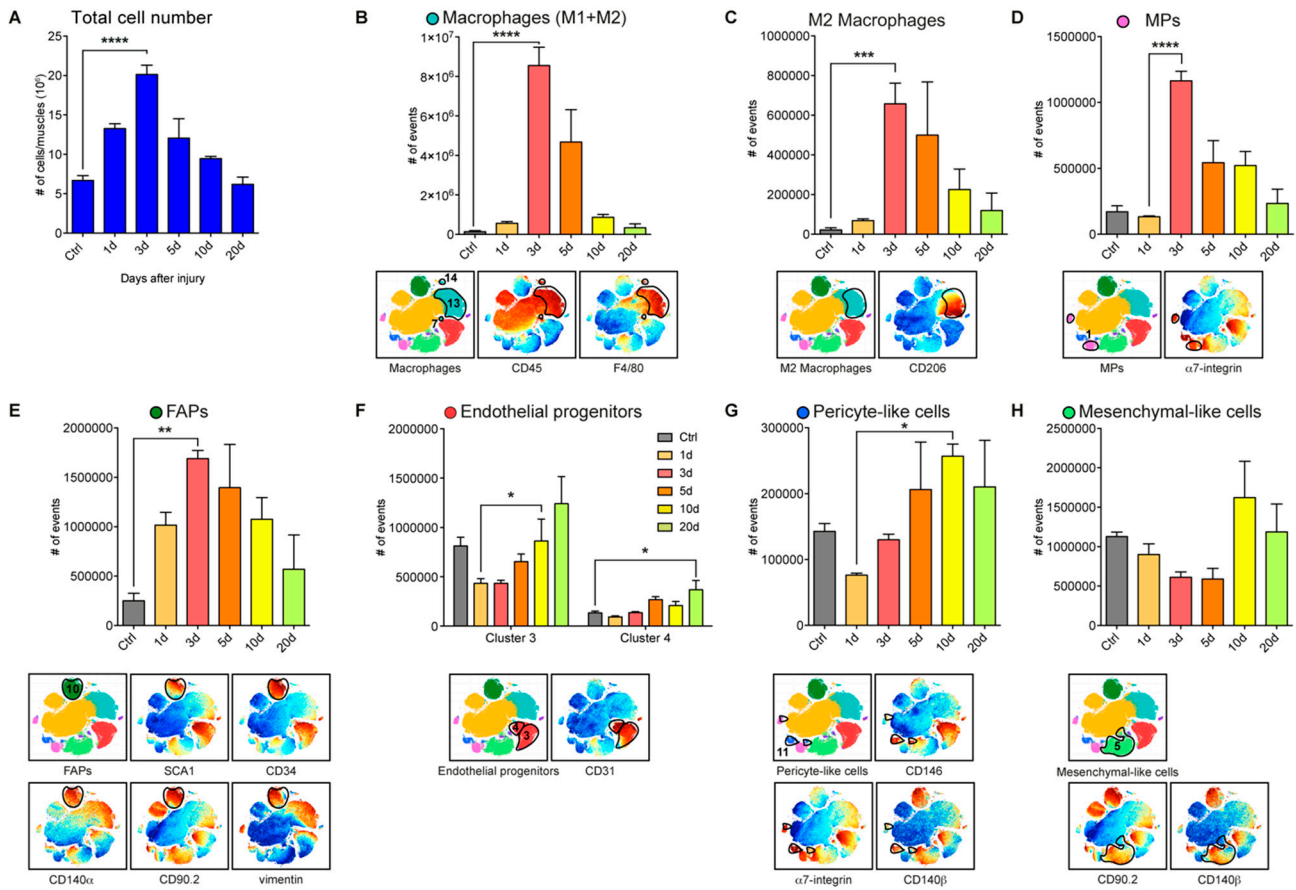 A
Total cell number
****
# of cells/muscles (10⁶)
25
20
15
10
5
0
Ctrl 1d 3d 5d 10d 20d
Days after injury
B
Macrophages (M1+M2)
****
# of events
1×10⁷
8×10⁶
6×10⁶
4×10⁶
2×10⁶
0
Ctrl 1d 3d 5d 10d 20d
14
13
7
Macrophages CD45 F4/80
C
M2 Macrophages
***
# of events
1000000
800000
600000
400000
200000
0
Ctrl 1d 3d 5d 10d 20d
M2 Macrophages CD206
D
MPs
****
# of events
1500000
1000000
500000
0
Ctrl 1d 3d 5d 10d 20d
1
MPs α7-integrin
E
FAPs
**
# of events
2000000
1500000
1000000
500000
0
Ctrl 1d 3d 5d 10d 20d
10
FAPs SCA1 CD34
CD140α CD90.2 vimentin
F
Endothelial progenitors
*
*
# of events
2000000
1500000
1000000
500000
0
Ctrl
1d
3d
5d
10d
20d
Cluster 3 Cluster 4
4
3
Endothelial progenitors CD31
G
Pericyte-like cells
*
# of events
300000
200000
100000
0
Ctrl 1d 3d 5d 10d 20d
11
Pericyte-like cells CD146
α7-integrin CD140β
H
Mesenchymal-like cells
# of events
2500000
2000000
1500000
1000000
500000
0
Ctrl 1d 3d 5d 10d 20d
5
Mesenchymal-like cells
CD90.2 CD140β